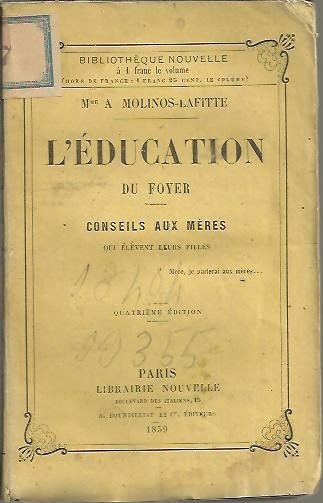 BIBLIOTHÈQUE NOUVELLE
à 1 franc le volume
(HORS DE FRANCE : 1 FRANC 25 CENT. LE VOLUME)
Mme A MOLINOS-LAFITTE
L'ÉDUCATION
DU FOYER
CONSEILS AUX MÈRES
QUI ÉLÈVENT LEURS FILLES
Mère, je parlerai aux mères...
QUATRIÈME ÉDITION
99355
PARIS
LIBRAIRIE NOUVELLE
BOULEVARD DES ITALIENS, 15
A. BOURDILLIAT ET Ce, ÉDITEURS
1859